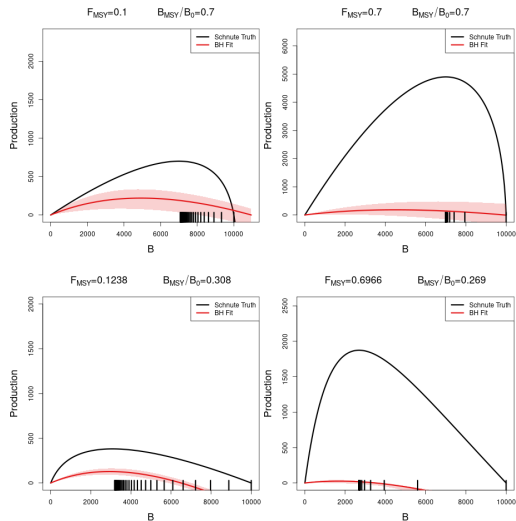 F_MSY=0.1 B_MSY/B_0=0.7
Schnute Truth
BH Fit
Production
0 500 1000 1500 2000
0 2000 4000 6000 8000 10000
B
F_MSY=0.7 B_MSY/B_0=0.7
Schnute Truth
BH Fit
Production
0 1000 2000 3000 4000 5000 6000
0 2000 4000 6000 8000 10000
B
F_MSY=0.1238 B_MSY/B_0=0.308
Schnute Truth
BH Fit
Production
0 500 1000 1500 2000
0 2000 4000 6000 8000 10000
B
F_MSY=0.6966 B_MSY/B_0=0.269
Schnute Truth
BH Fit
Production
0 500 1000 1500 2000 2500
0 2000 4000 6000 8000 10000
B